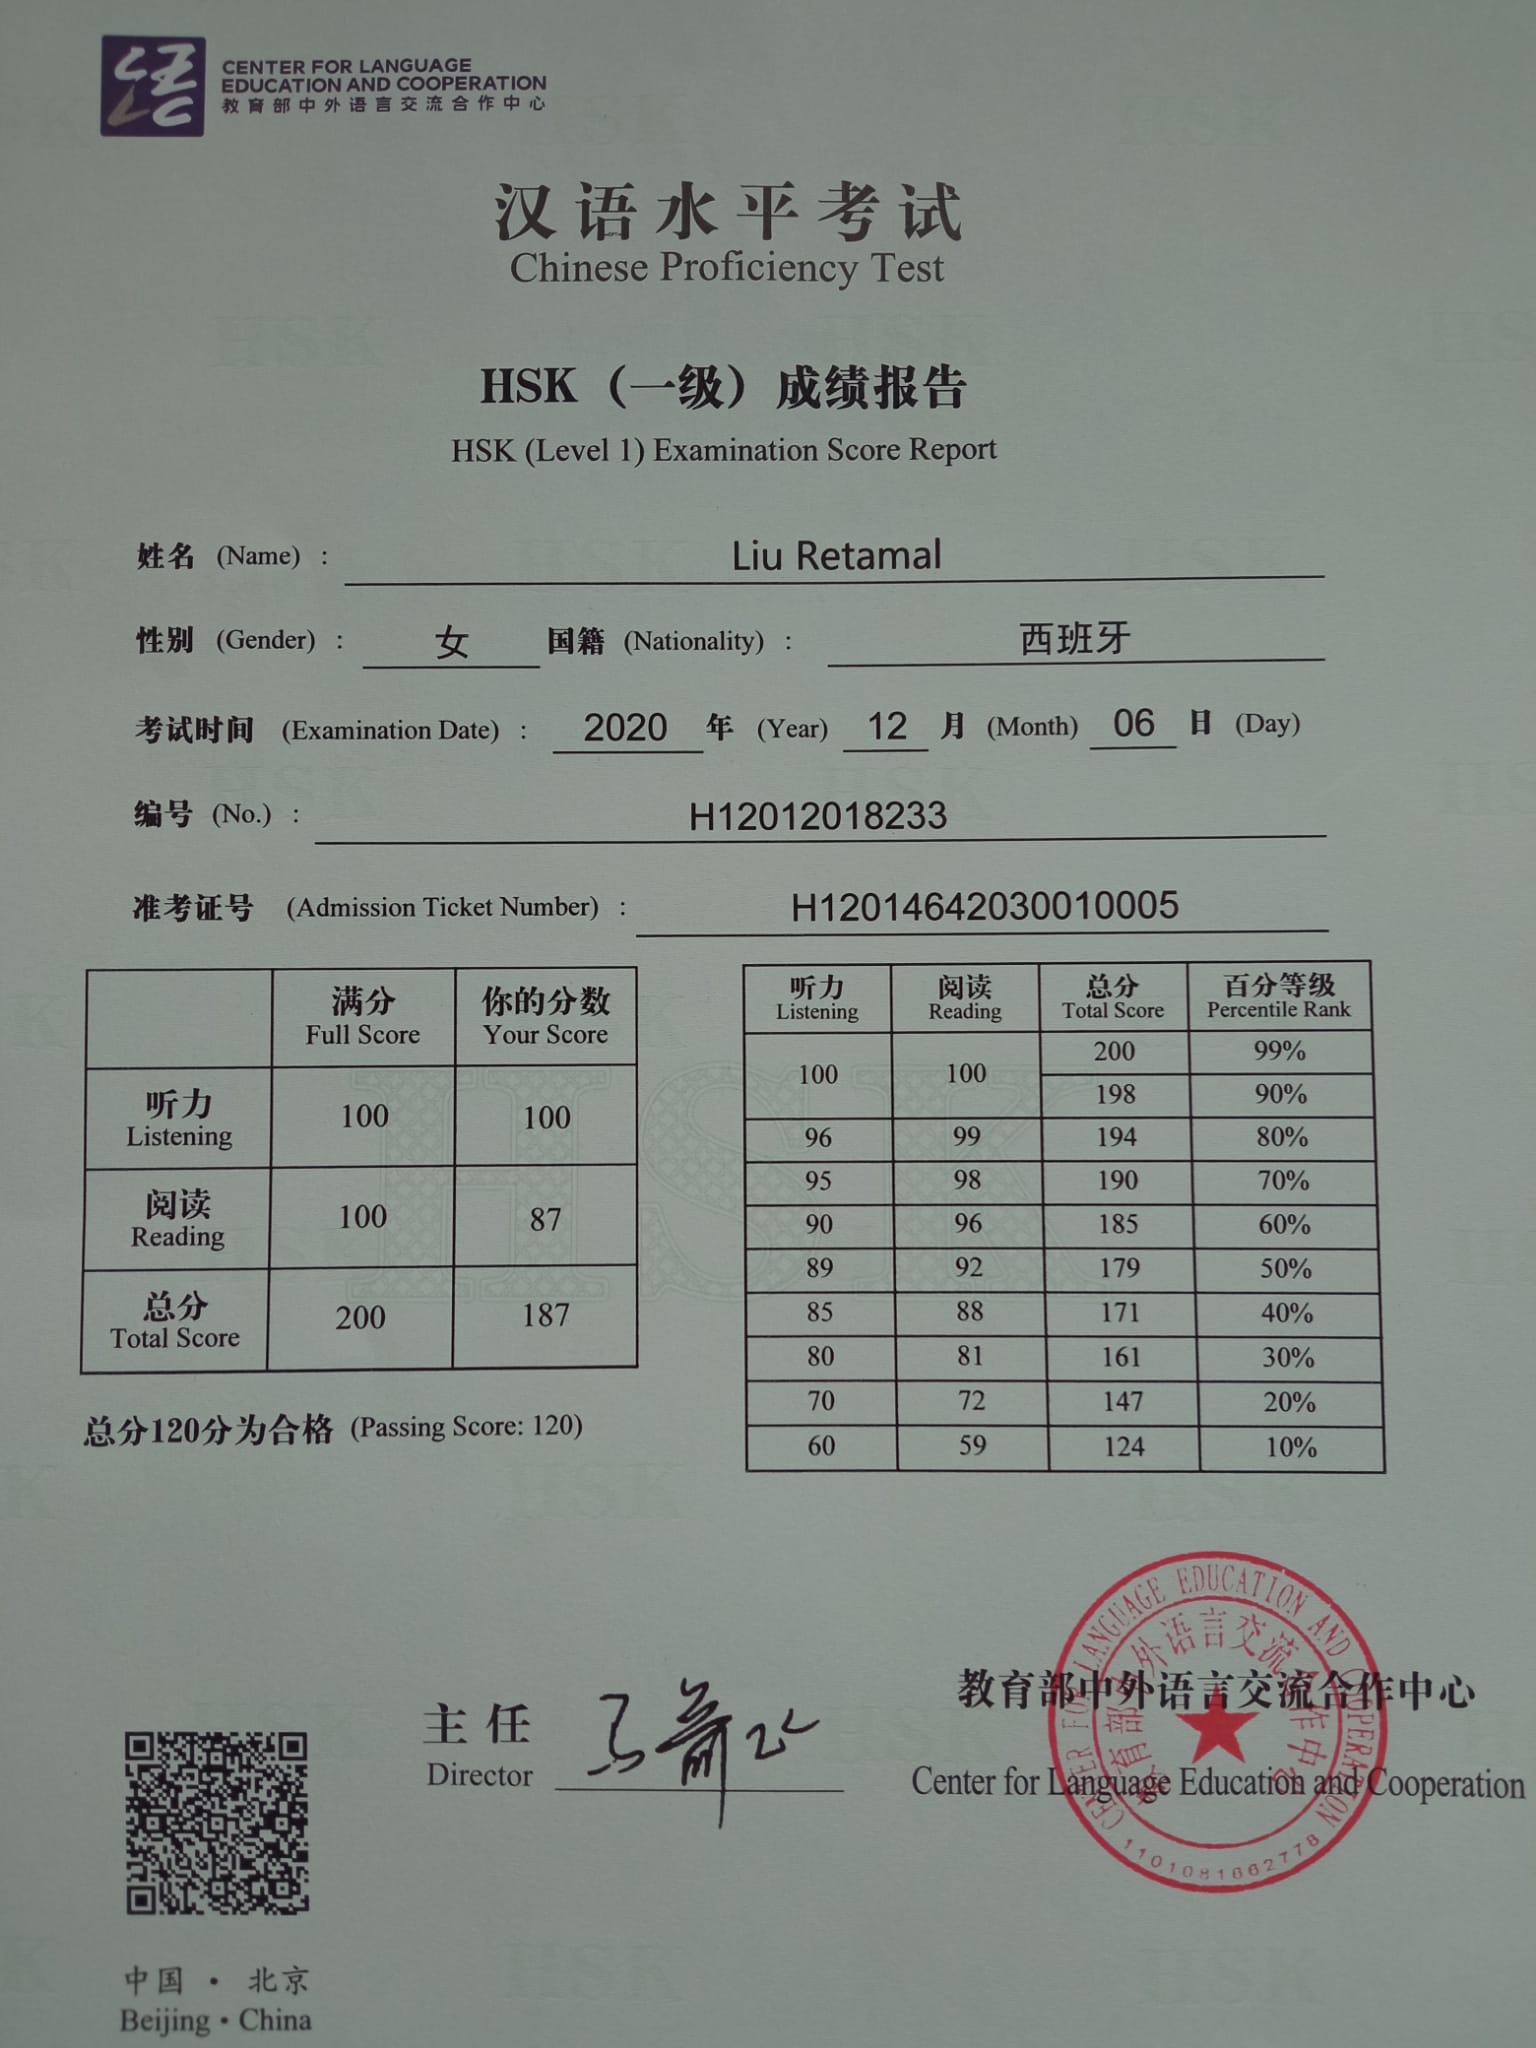 CENTER FOR LANGUAGE
EDUCATION AND COOPERATION
教育部中外语言交流合作中心
汉语水平考试
Chinese Proficiency Test
HSK（一级）成绩报告
HSK (Level 1) Examination Score Report
姓名 (Name) : Liu Retamal
性别 (Gender) : 女 国籍 (Nationality) : 西班牙
考试时间 (Examination Date) : 2020 年 (Year) 12 月 (Month) 06 日 (Day)
编号 (No.) : H12012018233
准考证号 (Admission Ticket Number) : H12014642030010005
满分 你的分数
Full Score Your Score
听力
Listening 100 100
阅读
Reading 100 87
总分
Total Score 200 187
总分120分为合格 (Passing Score: 120)
听力 阅读 总分 百分等级
Listening Reading Total Score Percentile Rank
100 100 200 99%
198 90%
96 99 194 80%
95 98 190 70%
90 96 185 60%
89 92 179 50%
85 88 171 40%
80 81 161 30%
70 72 147 20%
60 59 124 10%
主任
Director
教育部中外语言交流合作中心
Center for Language Education and Cooperation
CENTER FOR LANGUAGE EDUCATION AND COOPERATION
教育部中外语言交流合作中心
1101081662778
中国·北京
Beijing·China
HSK